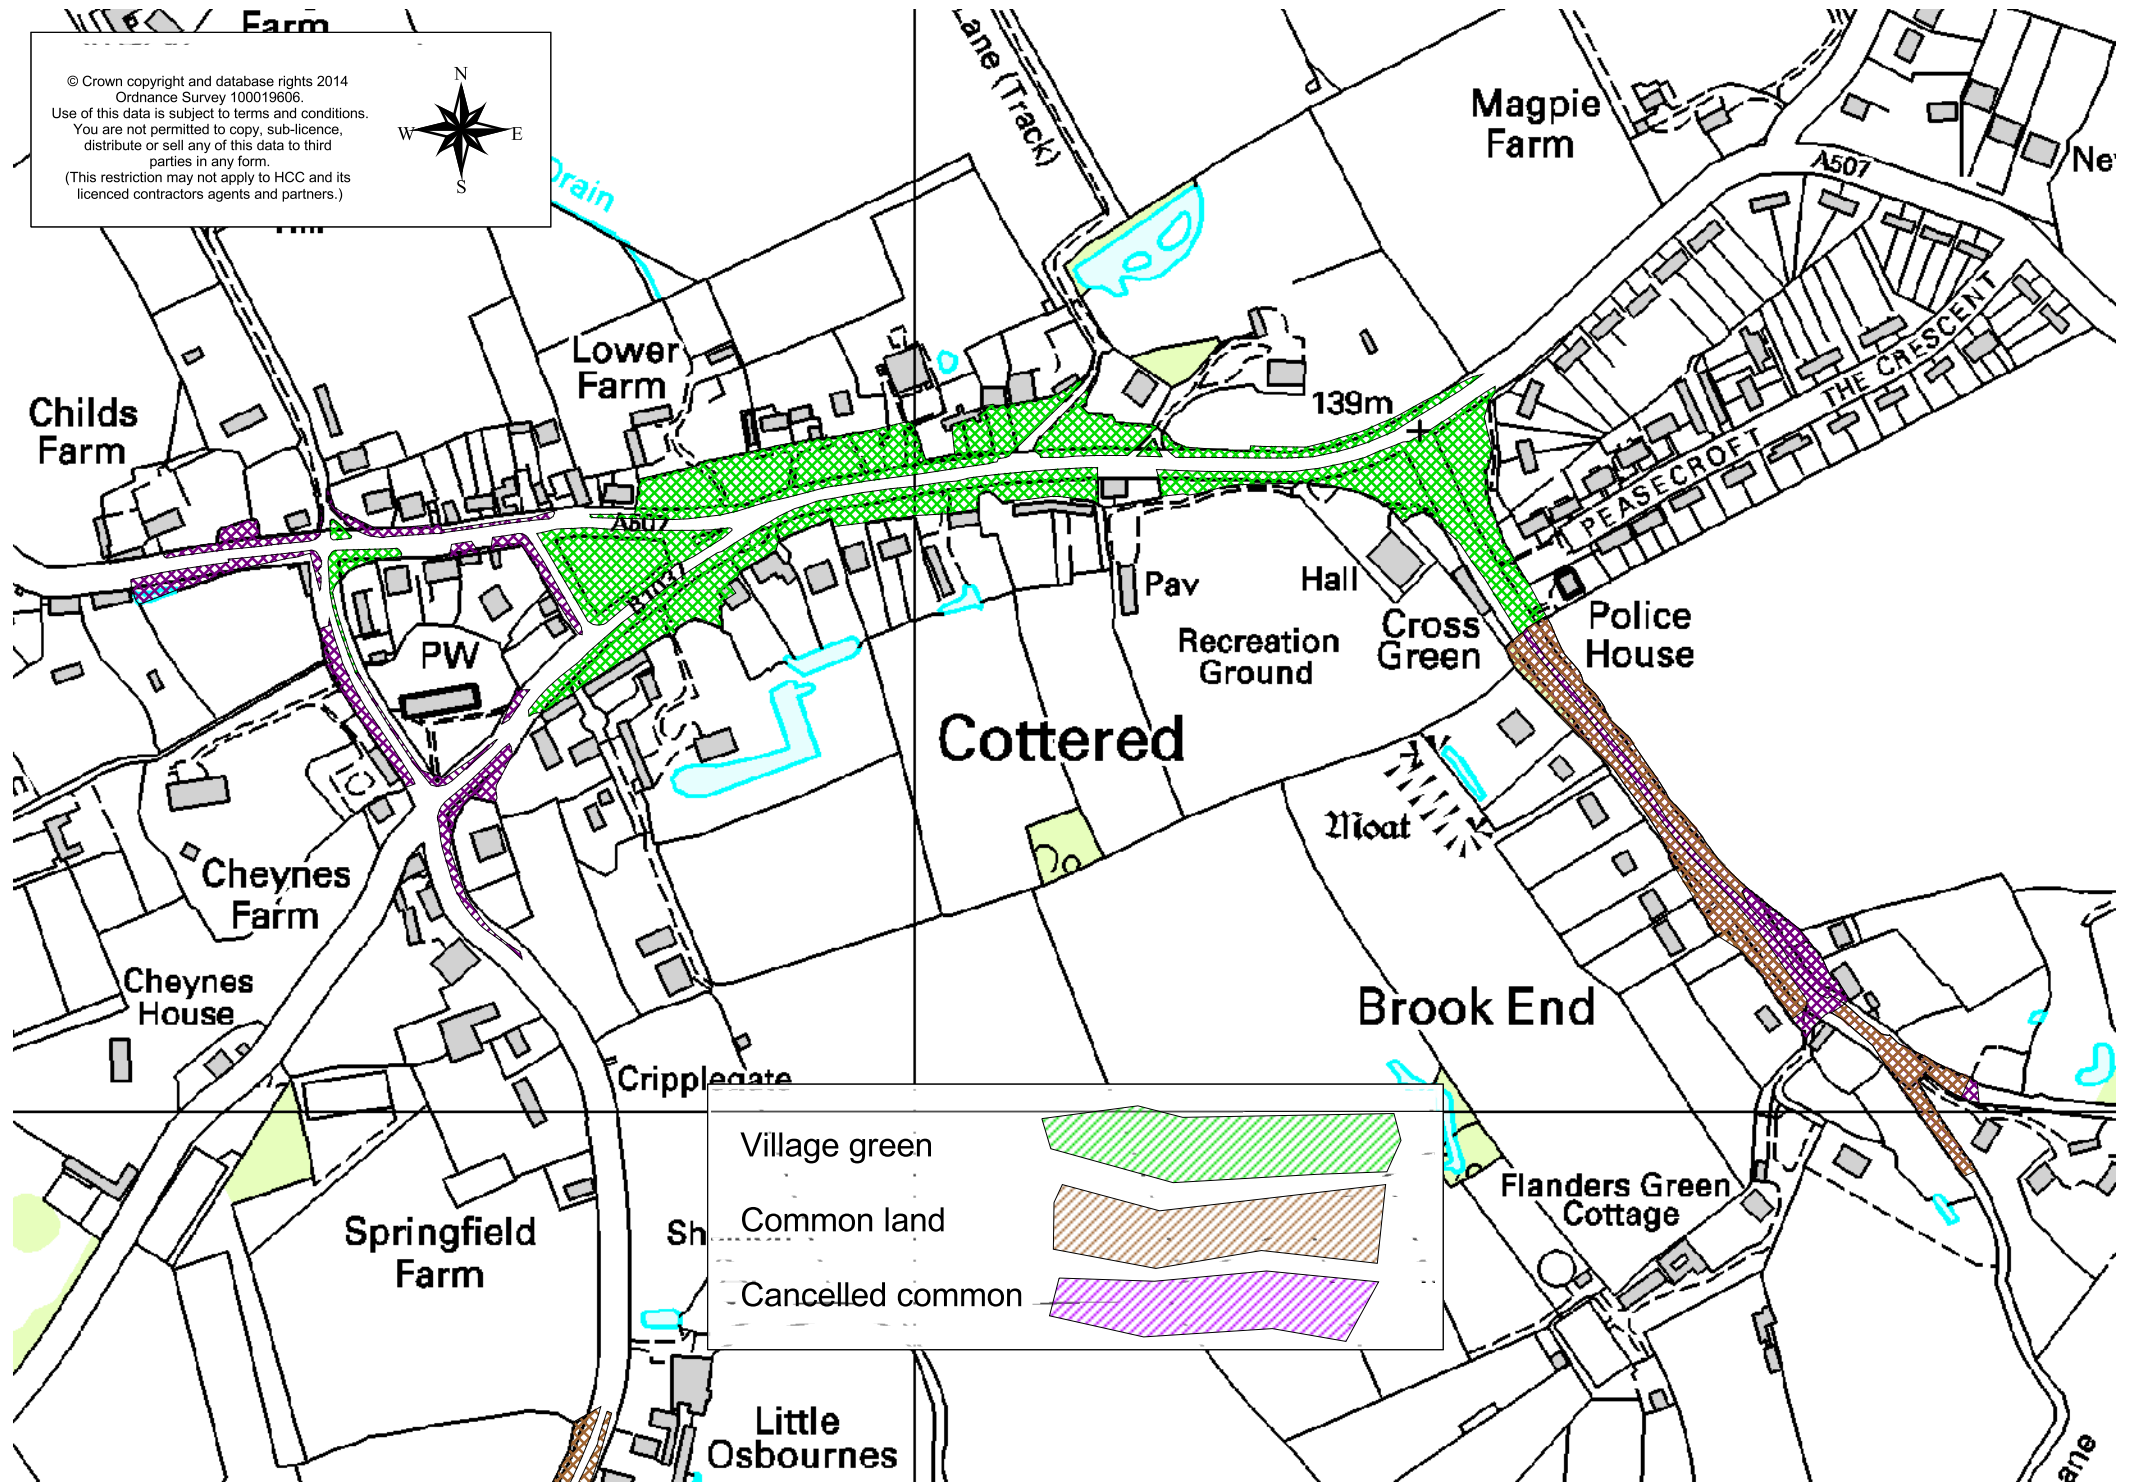 Farm
© Crown copyright and database rights 2014
Ordnance Survey 100019606.
Use of this data is subject to terms and conditions.
You are not permitted to copy, sub-licence,
distribute or sell any of this data to third
parties in any form.
(This restriction may not apply to HCC and its
licenced contractors agents and partners.)
N
W
E
S
Drain
Lane (Track)
Magpie
Farm
A507
Lower
Farm
139m
Childs
Farm
THE CRESCENT
PEASECROFT
A507
Pav
Hall
Cross
Green
Police
House
PW
Recreation
Ground
Cottered
Moat
Cheynes
Farm
Cheynes
House
Brook End
Cripplegate
Village green
Common land
Cancelled common
Flanders Green
Cottage
Springfield
Farm
Little
Osbournes